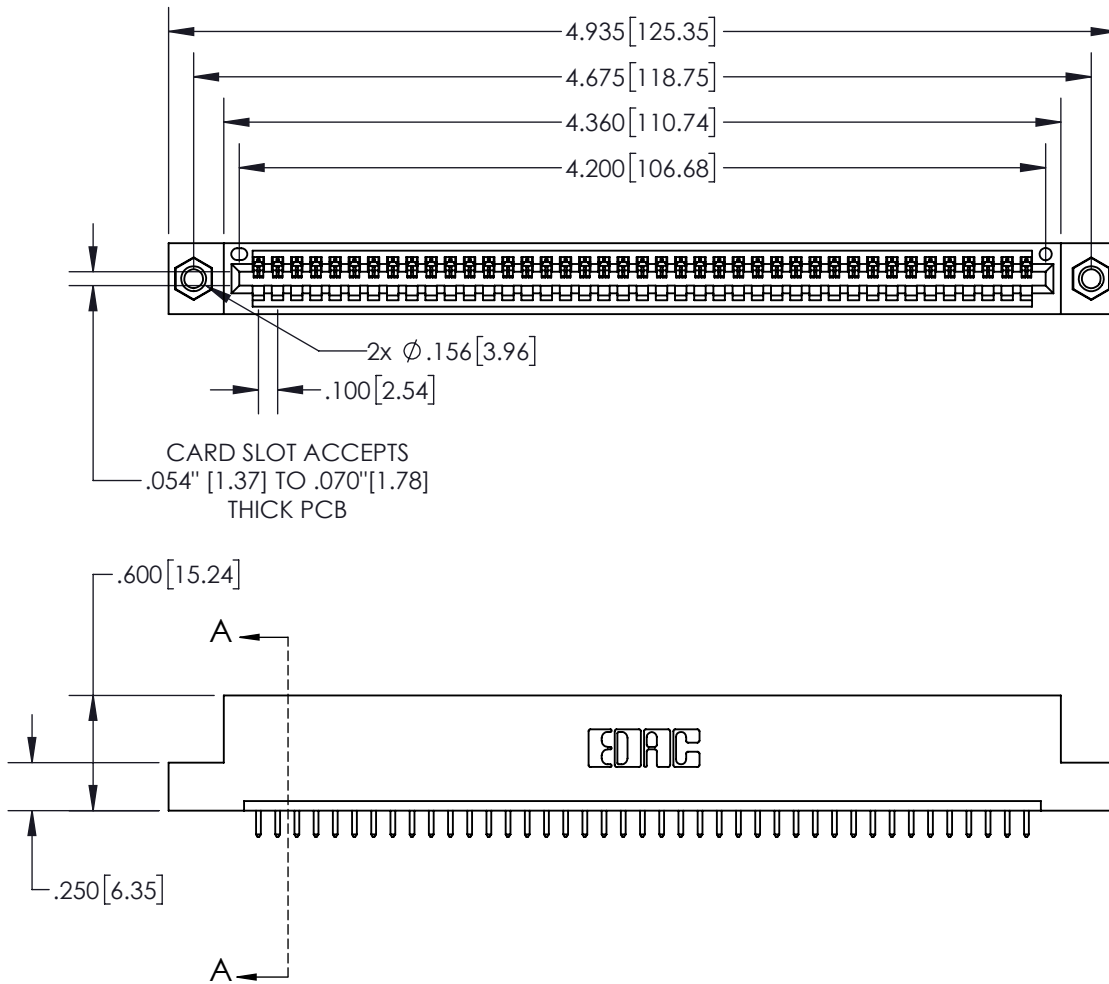 4.935[125.35]
4.675[118.75]
4.360[110.74]
4.200[106.68]
2x Ø.156[3.96]
.100[2.54]
CARD SLOT ACCEPTS
.054" [1.37] TO .070"[1.78]
THICK PCB
.600[15.24]
A
EDAC
.250[6.35]
A